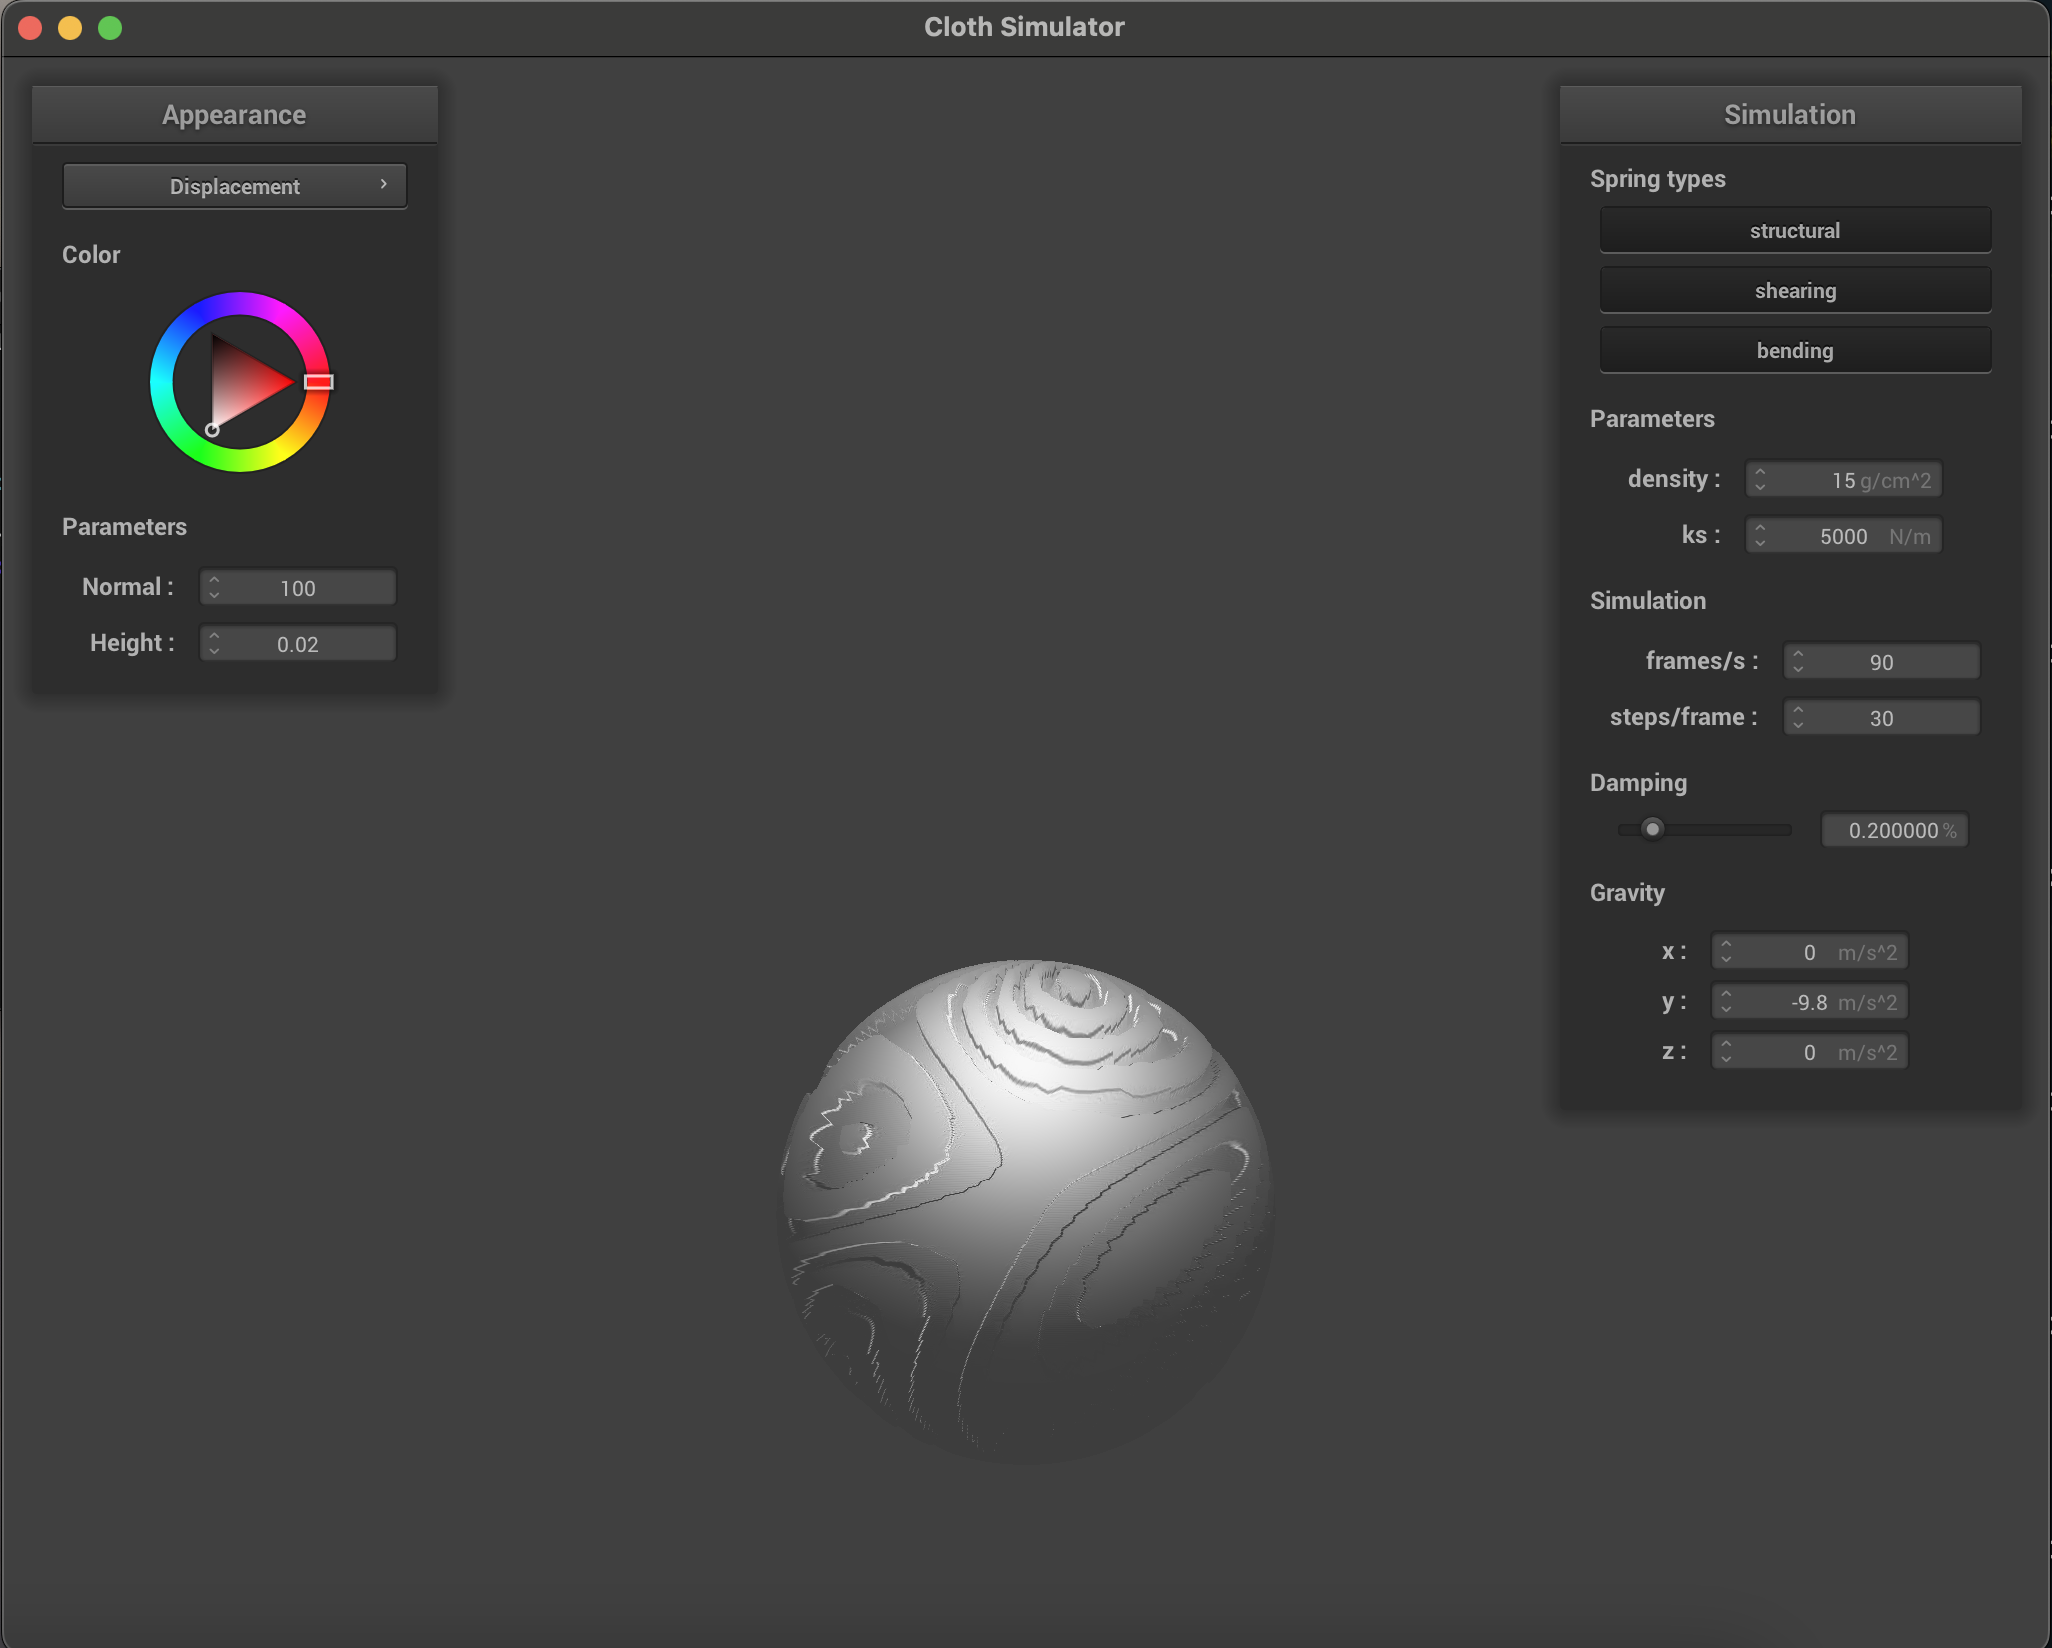 Cloth Simulator
Appearance
Displacement
Color
Parameters
Normal : 100
Height : 0.02
Simulation
Spring types
structural
shearing
bending
Parameters
density : 15 g/cm^2
ks : 5000 N/m
Simulation
frames/s : 90
steps/frame : 30
Damping
0.200000 %
Gravity
x : 0 m/s^2
y : -9.8 m/s^2
z : 0 m/s^2